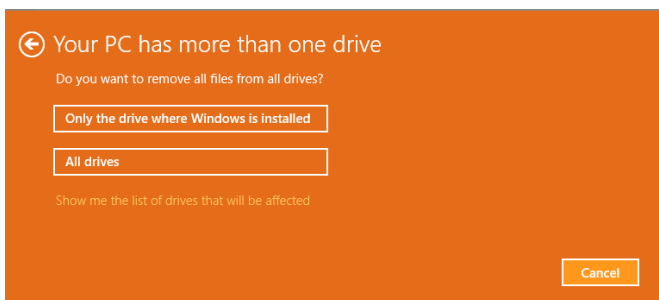 Your PC has more than one drive
Do you want to remove all files from all drives?
Only the drive where Windows is installed
All drives
Show me the list of drives that will be affected
Cancel